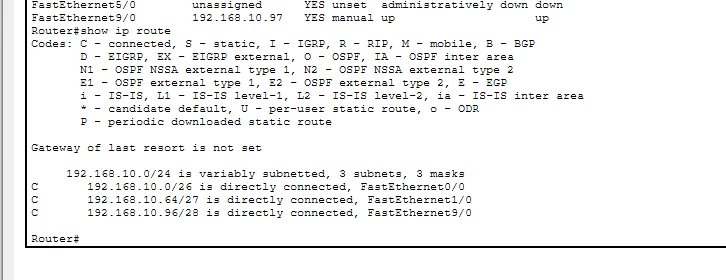 FastEthernet5/0        unassigned      YES unset  administratively down down
FastEthernet9/0        192.168.10.97   YES manual up                    up
Router#show ip route
Codes: C - connected, S - static, I - IGRP, R - RIP, M - mobile, B - BGP
       D - EIGRP, EX - EIGRP external, O - OSPF, IA - OSPF inter area
       N1 - OSPF NSSA external type 1, N2 - OSPF NSSA external type 2
       E1 - OSPF external type 1, E2 - OSPF external type 2, E - EGP
       i - IS-IS, L1 - IS-IS level-1, L2 - IS-IS level-2, ia - IS-IS inter area
       * - candidate default, U - per-user static route, o - ODR
       P - periodic downloaded static route
Gateway of last resort is not set
     192.168.10.0/24 is variably subnetted, 3 subnets, 3 masks
C       192.168.10.0/26 is directly connected, FastEthernet0/0
C       192.168.10.64/27 is directly connected, FastEthernet1/0
C       192.168.10.96/28 is directly connected, FastEthernet9/0
Router#